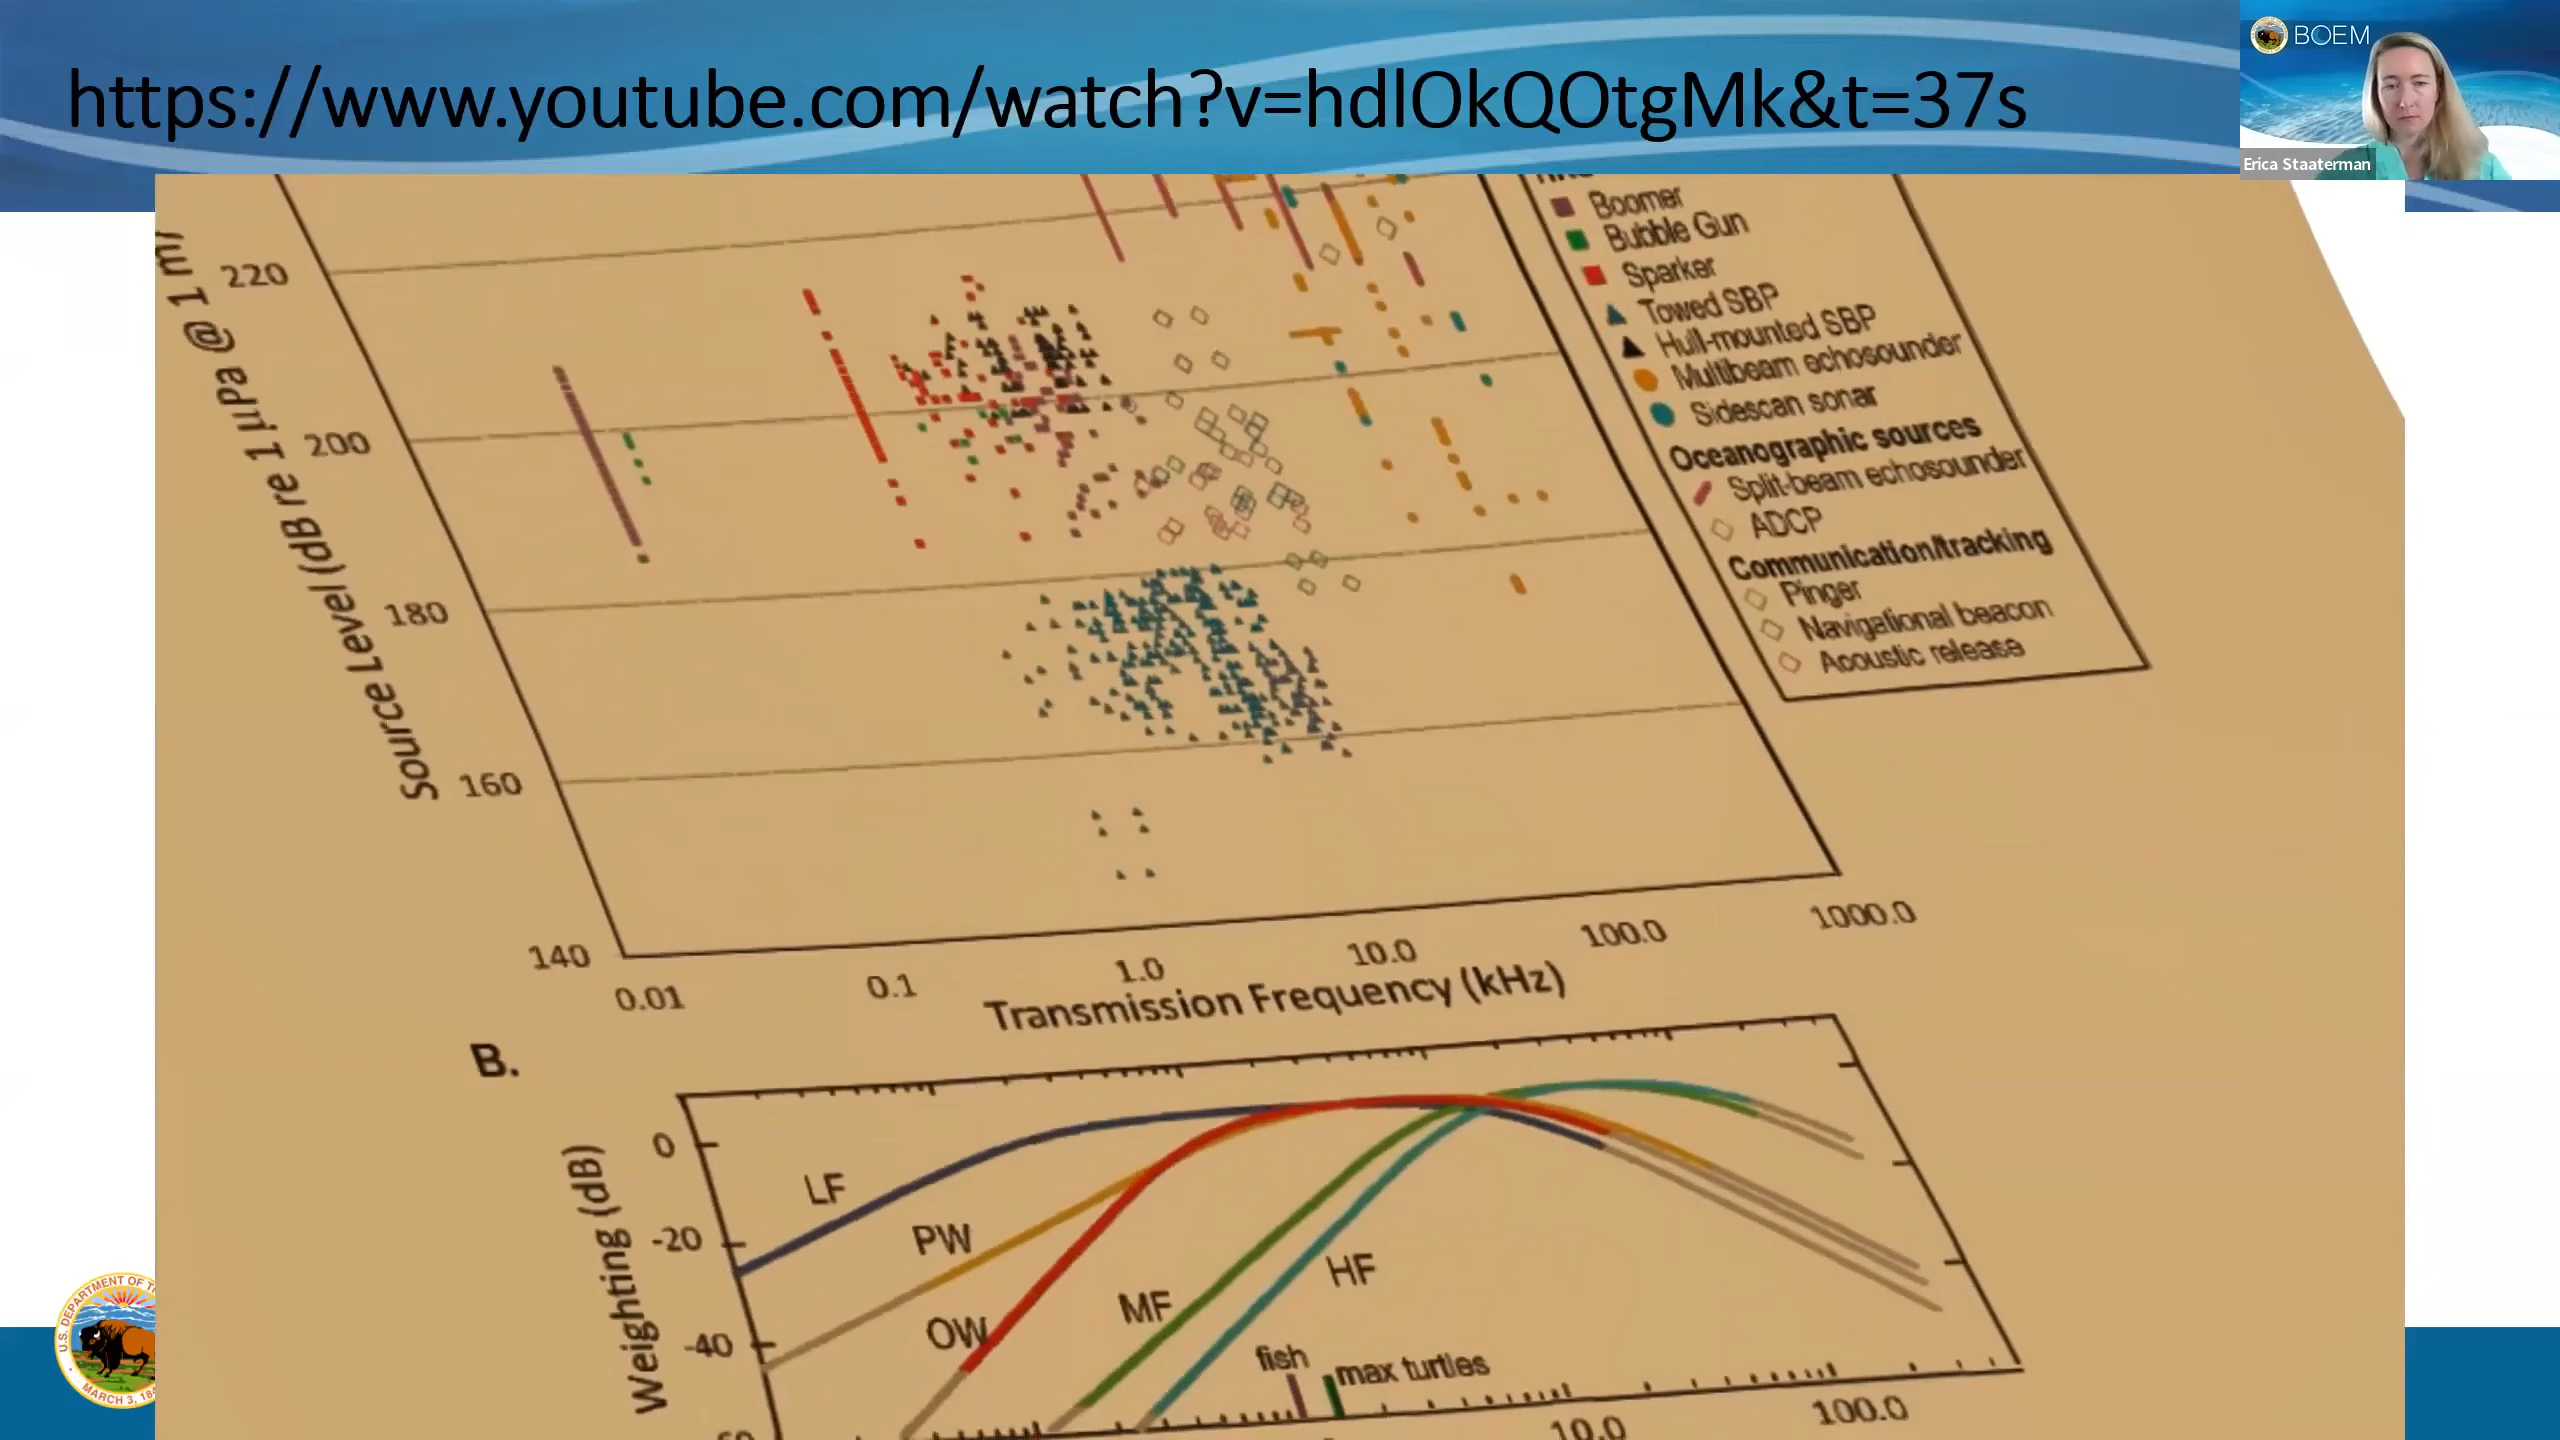 https://www.youtube.com/watch?v=hdlOkQOtgMk&t=37s
BOEM
Erica Staaterman
Source Level (dB re 1 µPa @ 1 m)
220
200
180
160
140
0.01
0.1
1.0
10.0
100.0
1000.0
Transmission Frequency (kHz)
Boomer
Bubble Gun
Sparker
Towed SBP
Hull-mounted SBP
Multibeam echosounder
Sidescan sonar
Oceanographic sources
Split-beam echosounder
ADCP
Communication/tracking
Pinger
Navigational beacon
Acoustic release
B.
Weighting (dB)
0
-20
-40
LF
PW
OW
MF
HF
fish
max turtles
10.0
100.0
U.S. DEPARTMENT OF
MARCH 3,